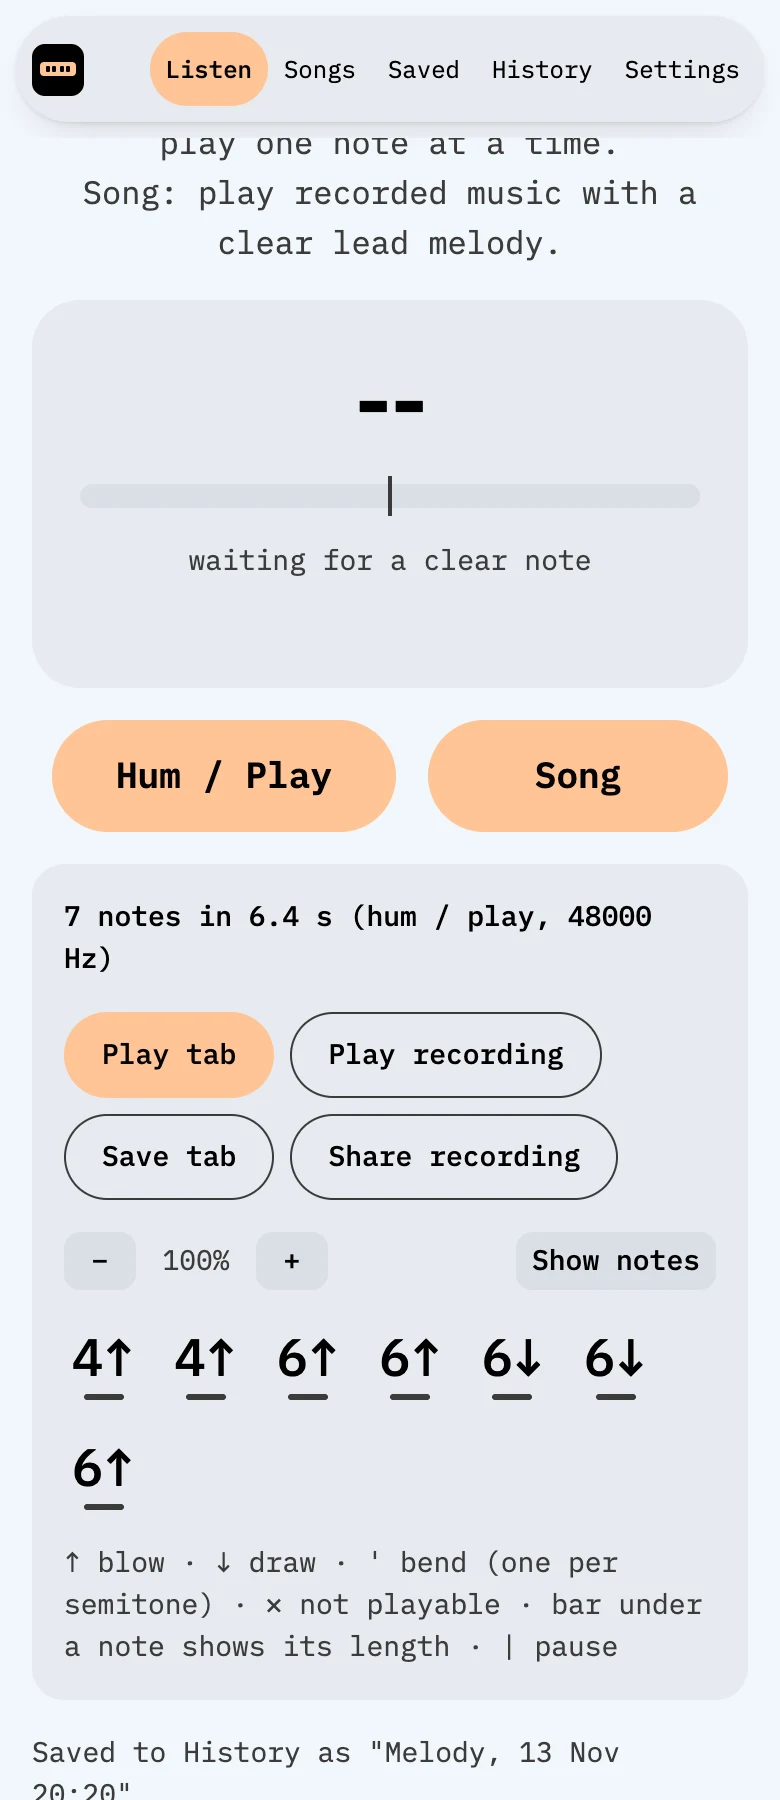 Listen Songs Saved History Settings
play one note at a time.
Song: play recorded music with a
clear lead melody.
--
waiting for a clear note
Hum / Play Song
7 notes in 6.4 s (hum / play, 48000
Hz)
Play tab Play recording
Save tab Share recording
− 100% + Show notes
4↑ 4↑ 6↑ 6↑ 6↓ 6↓
6↑
↑ blow · ↓ draw · ' bend (one per
semitone) · × not playable · bar under
a note shows its length · | pause
Saved to History as "Melody, 13 Nov
20:20"